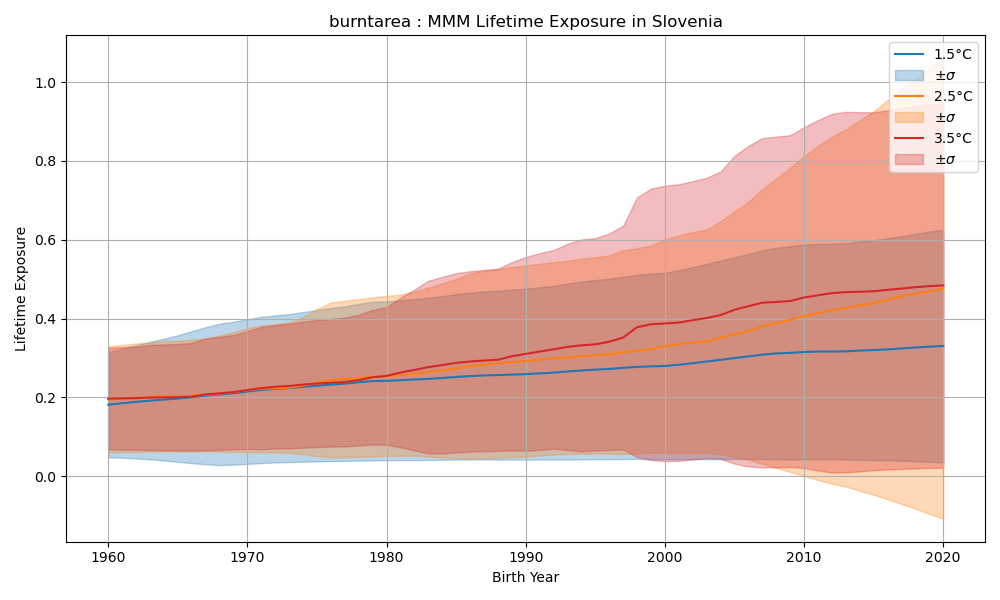 burntarea : MMM Lifetime Exposure in Slovenia
1.5°C
±σ
2.5°C
±σ
3.5°C
±σ
Lifetime Exposure
1.0
0.8
0.6
0.4
0.2
0.0
1960 1970 1980 1990 2000 2010 2020
Birth Year